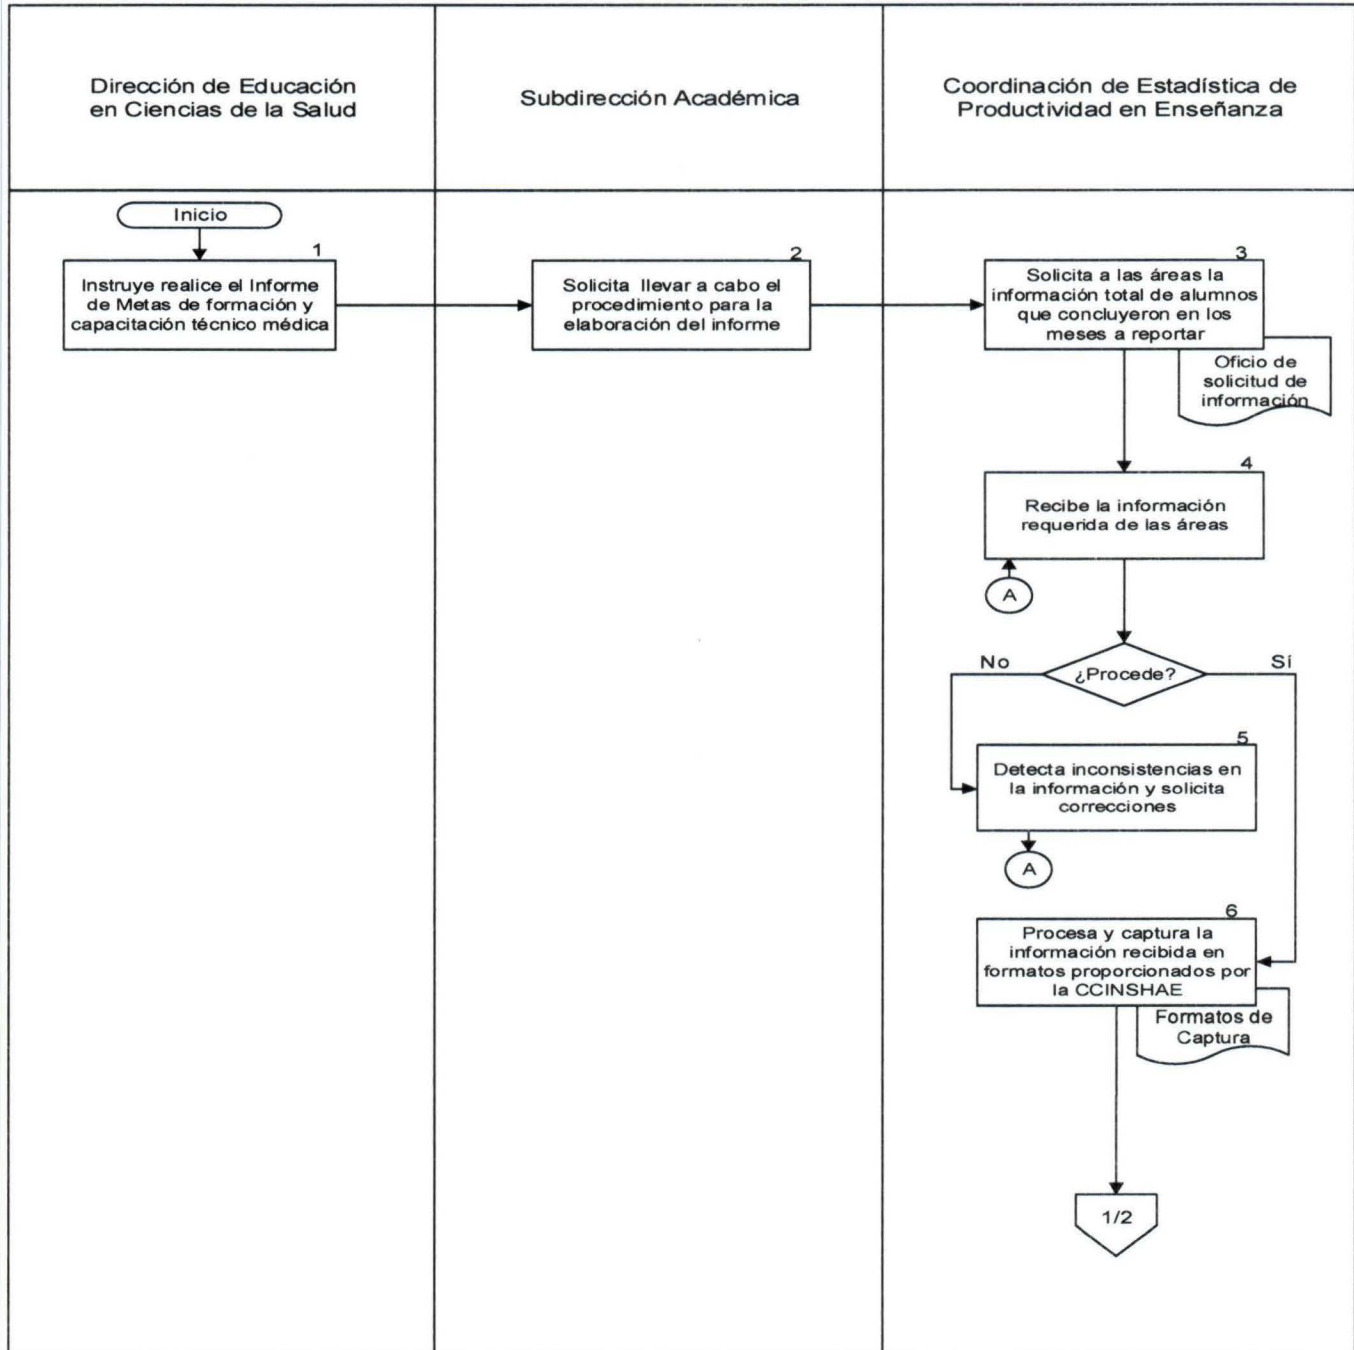 Dirección de Educación
en Ciencias de la Salud
Subdirección Académica
Coordinación de Estadística de
Productividad en Enseñanza
Inicio
1
Instruye realice el Informe
de Metas de formación y
capacitación técnico médica
2
Solicita llevar a cabo el
procedimiento para la
elaboración del informe
3
Solicita a las áreas la
información total de alumnos
que concluyeron en los
meses a reportar
Oficio de
solicitud de
información
4
Recibe la información
requerida de las áreas
A
No
¿Procede?
Sí
5
Detecta inconsistencias en
la información y solicita
correcciones
A
6
Procesa y captura la
información recibida en
formatos proporcionados por
la CCINSHAE
Formatos de
Captura
1/2